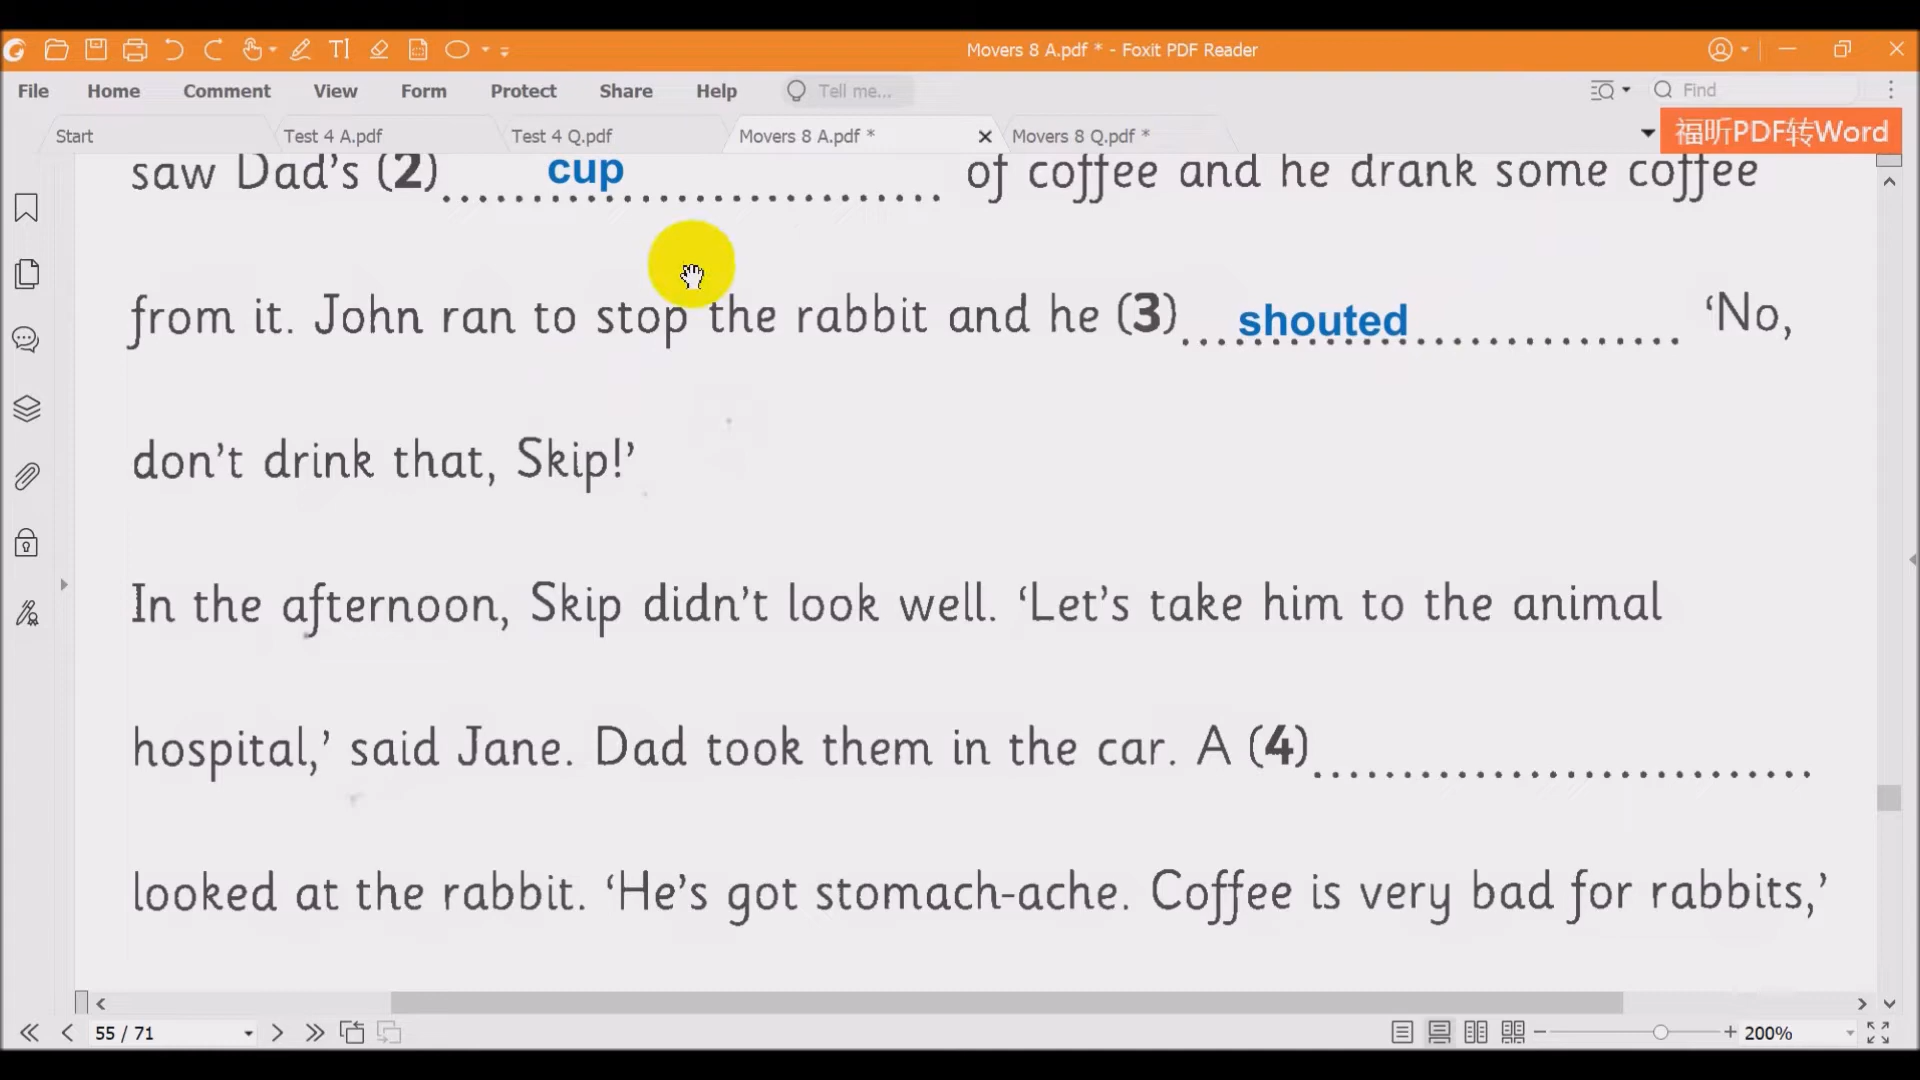 Movers 8 A.pdf * - Foxit PDF Reader
File Home Comment View Form Protect Share Help Tell me... Find
Start Test 4 A.pdf Test 4 Q.pdf Movers 8 A.pdf * Movers 8 Q.pdf * 福昕PDF转Word
saw Dad's (2) cup of coffee and he drank some coffee
from it. John ran to stop the rabbit and he (3) shouted ‘No,
don't drink that, Skip!’
In the afternoon, Skip didn't look well. ‘Let's take him to the animal
hospital,’ said Jane. Dad took them in the car. A (4)
looked at the rabbit. ‘He's got stomach-ache. Coffee is very bad for rabbits,’
55 / 71 200%